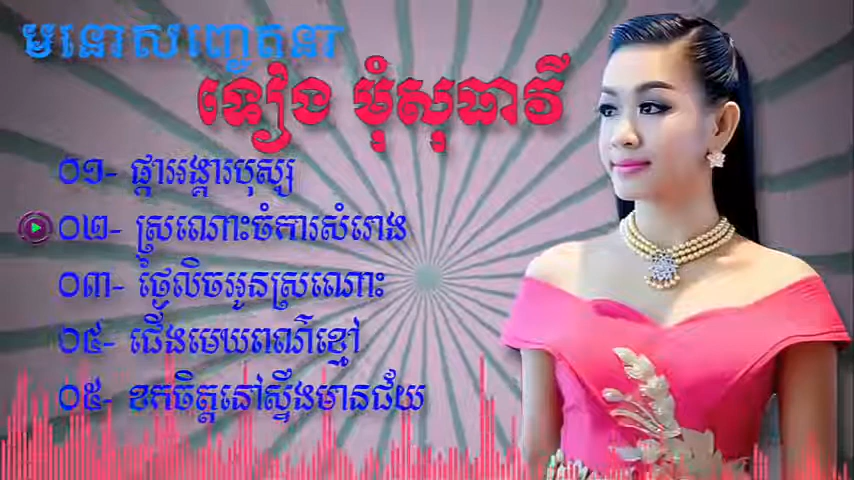 មនោសញ្ចេតនា
ទៀង មុំសុធាវី
០១- ផ្កាអង្គារបុស្ស
០២- ស្រណោះចំការសំរោង
០៣- ថ្ងៃលិចអូនស្រណោះ
០៤- ជើងមេឃពណ៌ខ្មៅ
០៥- ខកចិត្តនៅស្ទឹងមានជ័យ